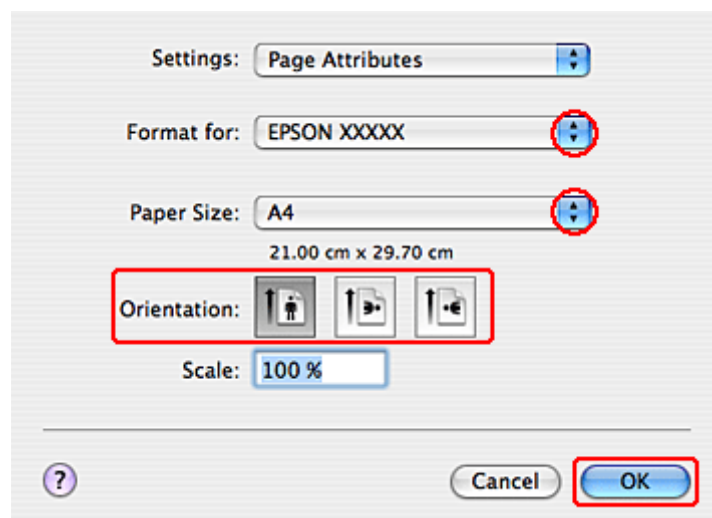 Settings: Page Attributes
Format for: EPSON XXXXX
Paper Size: A4
21.00 cm x 29.70 cm
Orientation:
Scale: 100 %
? Cancel OK